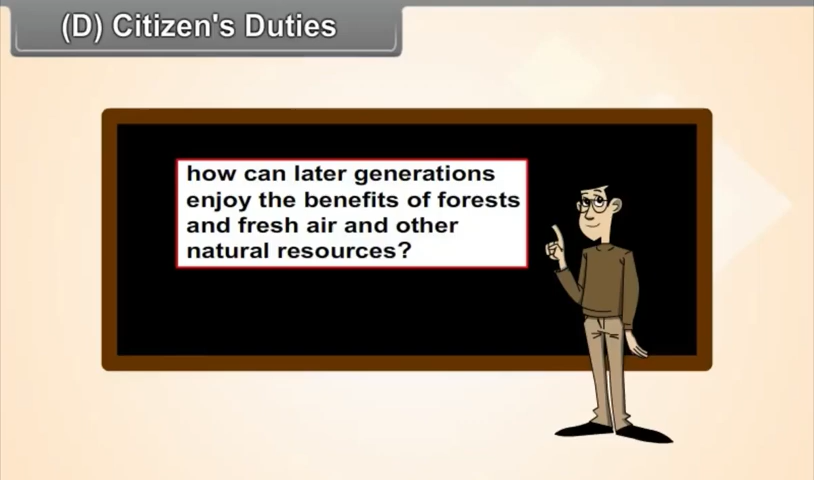 (D) Citizen's Duties
how can later generations
enjoy the benefits of forests
and fresh air and other
natural resources?